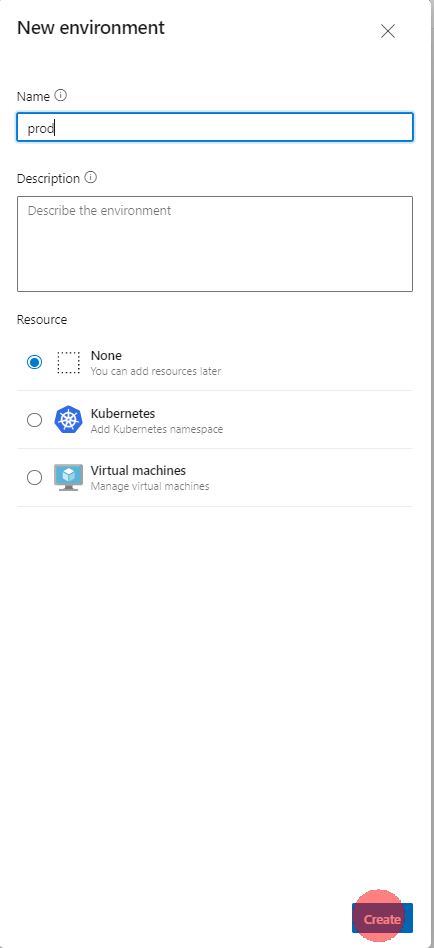 New environment
Name
prod
Description
Describe the environment
Resource
None
You can add resources later
Kubernetes
Add Kubernetes namespace
Virtual machines
Manage virtual machines
Create